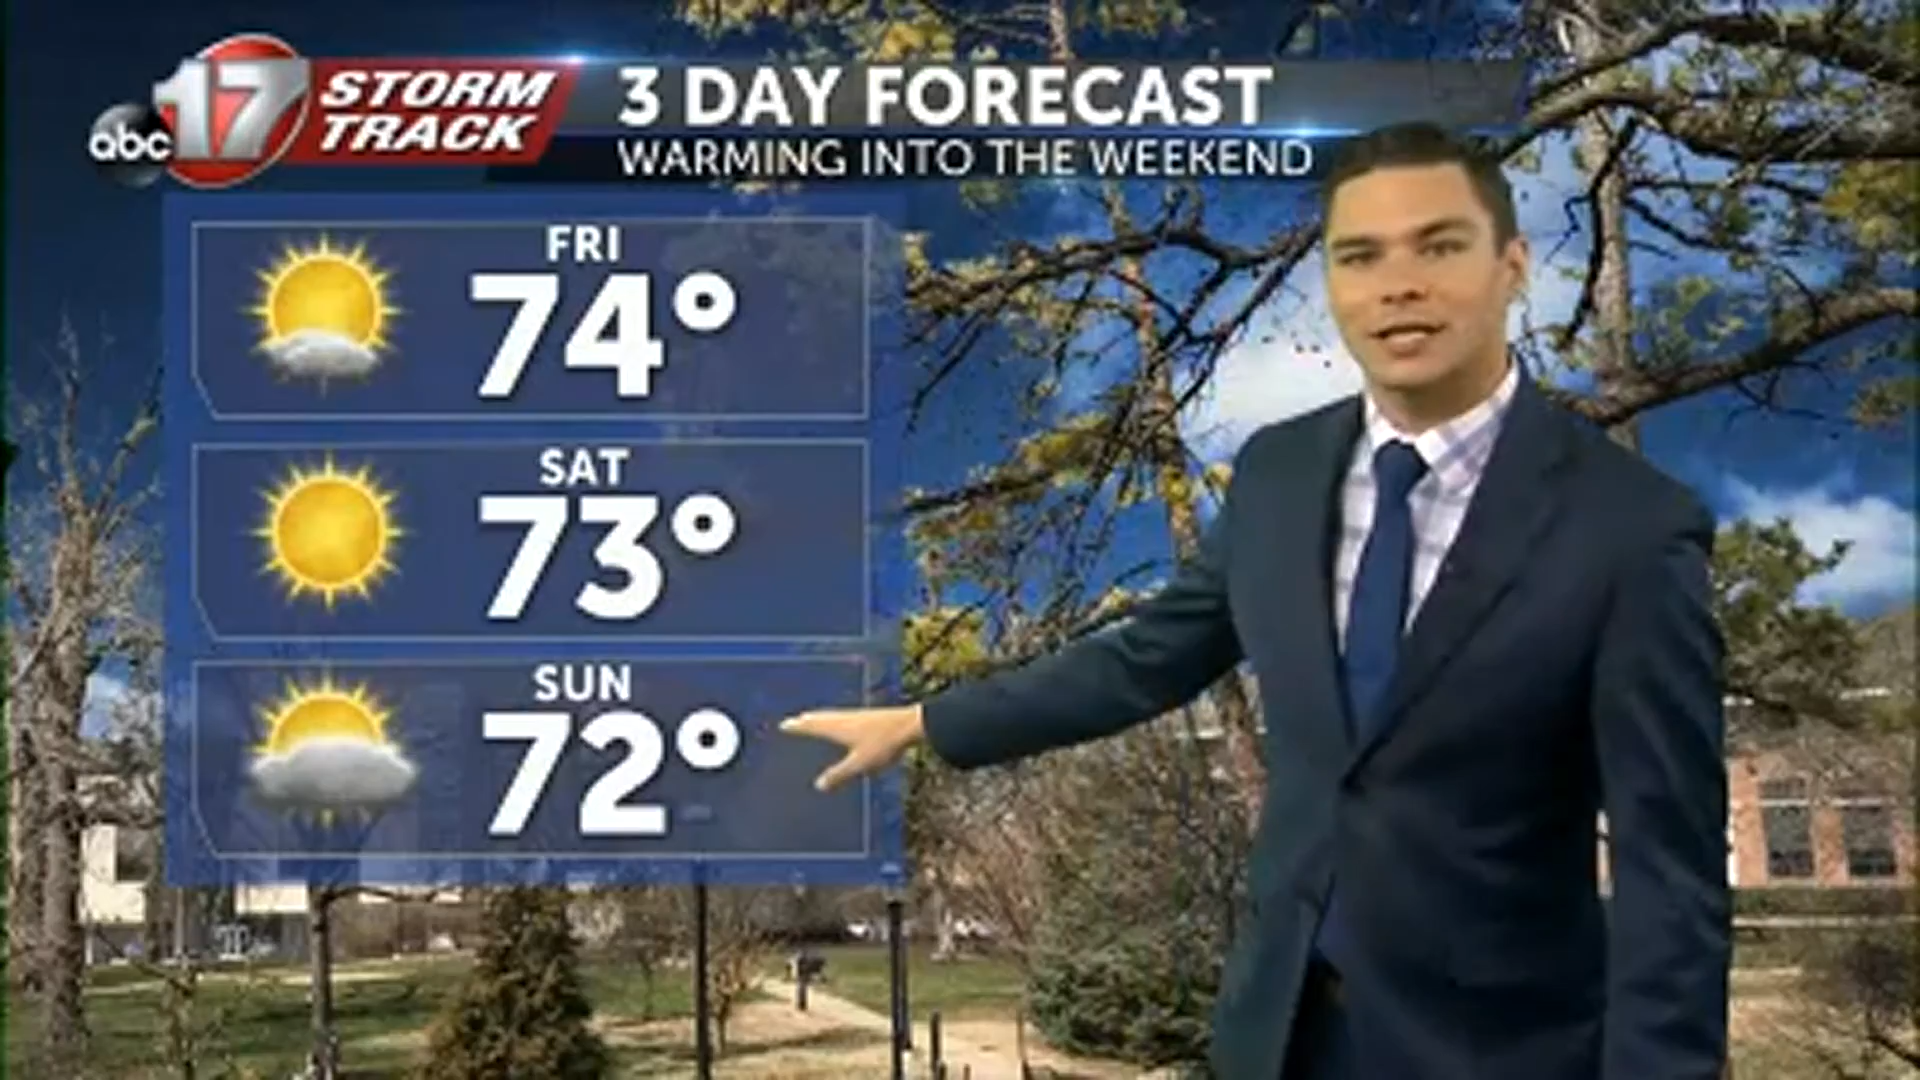 abc 17 STORM
TRACK
3 DAY FORECAST
WARMING INTO THE WEEKEND
FRI
74°
SAT
73°
SUN
72°